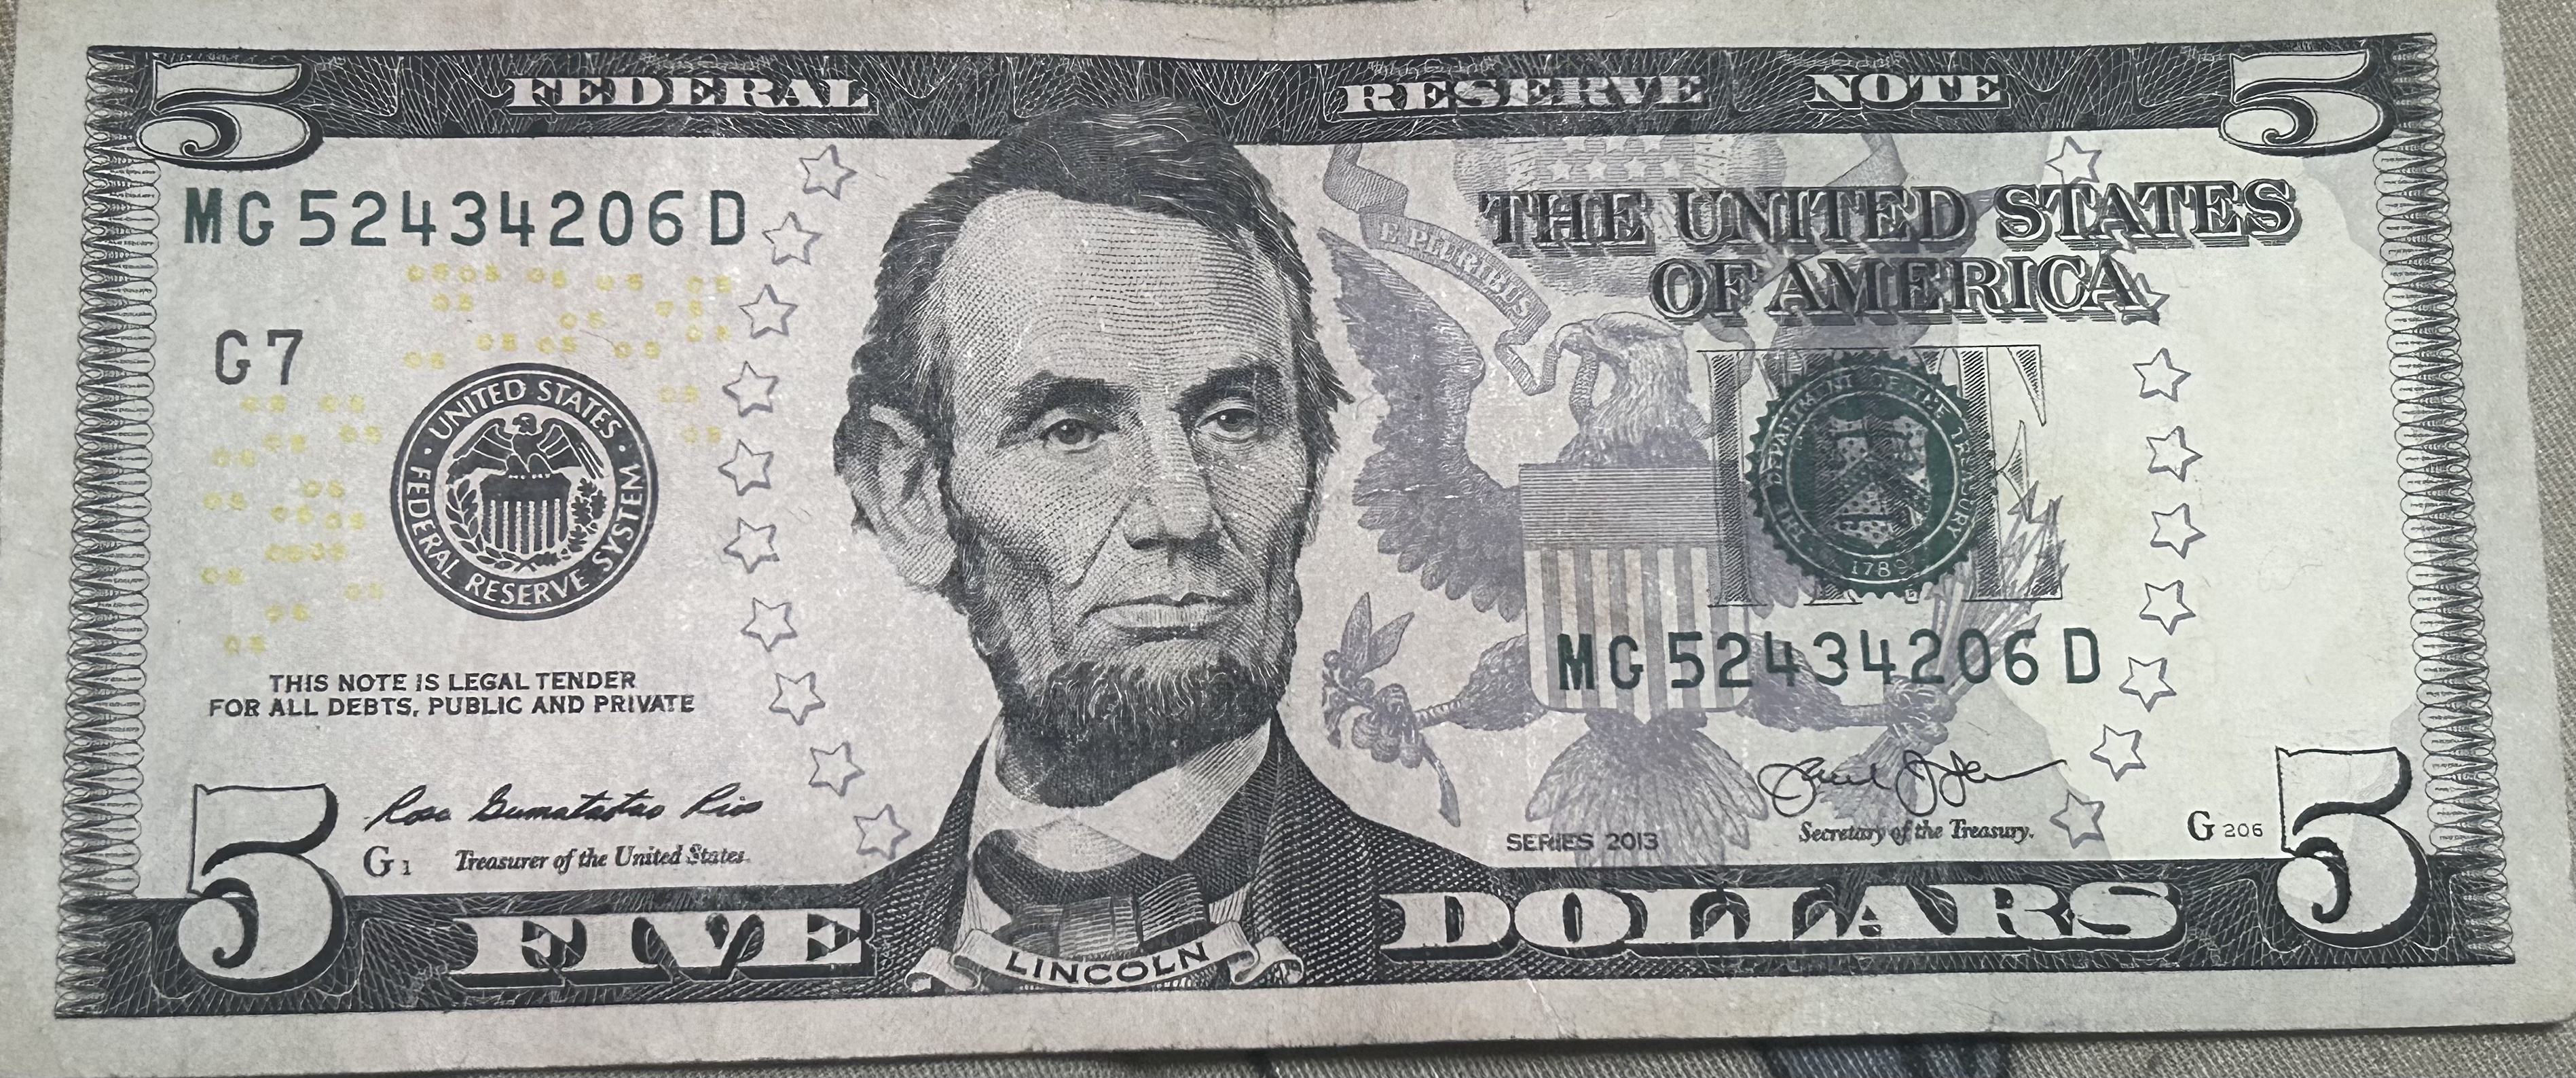 5 FEDERAL RESERVE NOTE 5
MG 52434206 D
THE UNITED STATES
OF AMERICA
E PLURIBUS
G7
UNITED STATES
FEDERAL RESERVE SYSTEM
THE DEPARTMENT OF THE TREASURY
1789
MG 52434206 D
THIS NOTE IS LEGAL TENDER
FOR ALL DEBTS, PUBLIC AND PRIVATE
Rosa Gumataotao Rios
G 1 Treasurer of the United States.
SERIES 2013
Secretary of the Treasury.
G 206
5 FIVE DOLLARS 5
LINCOLN